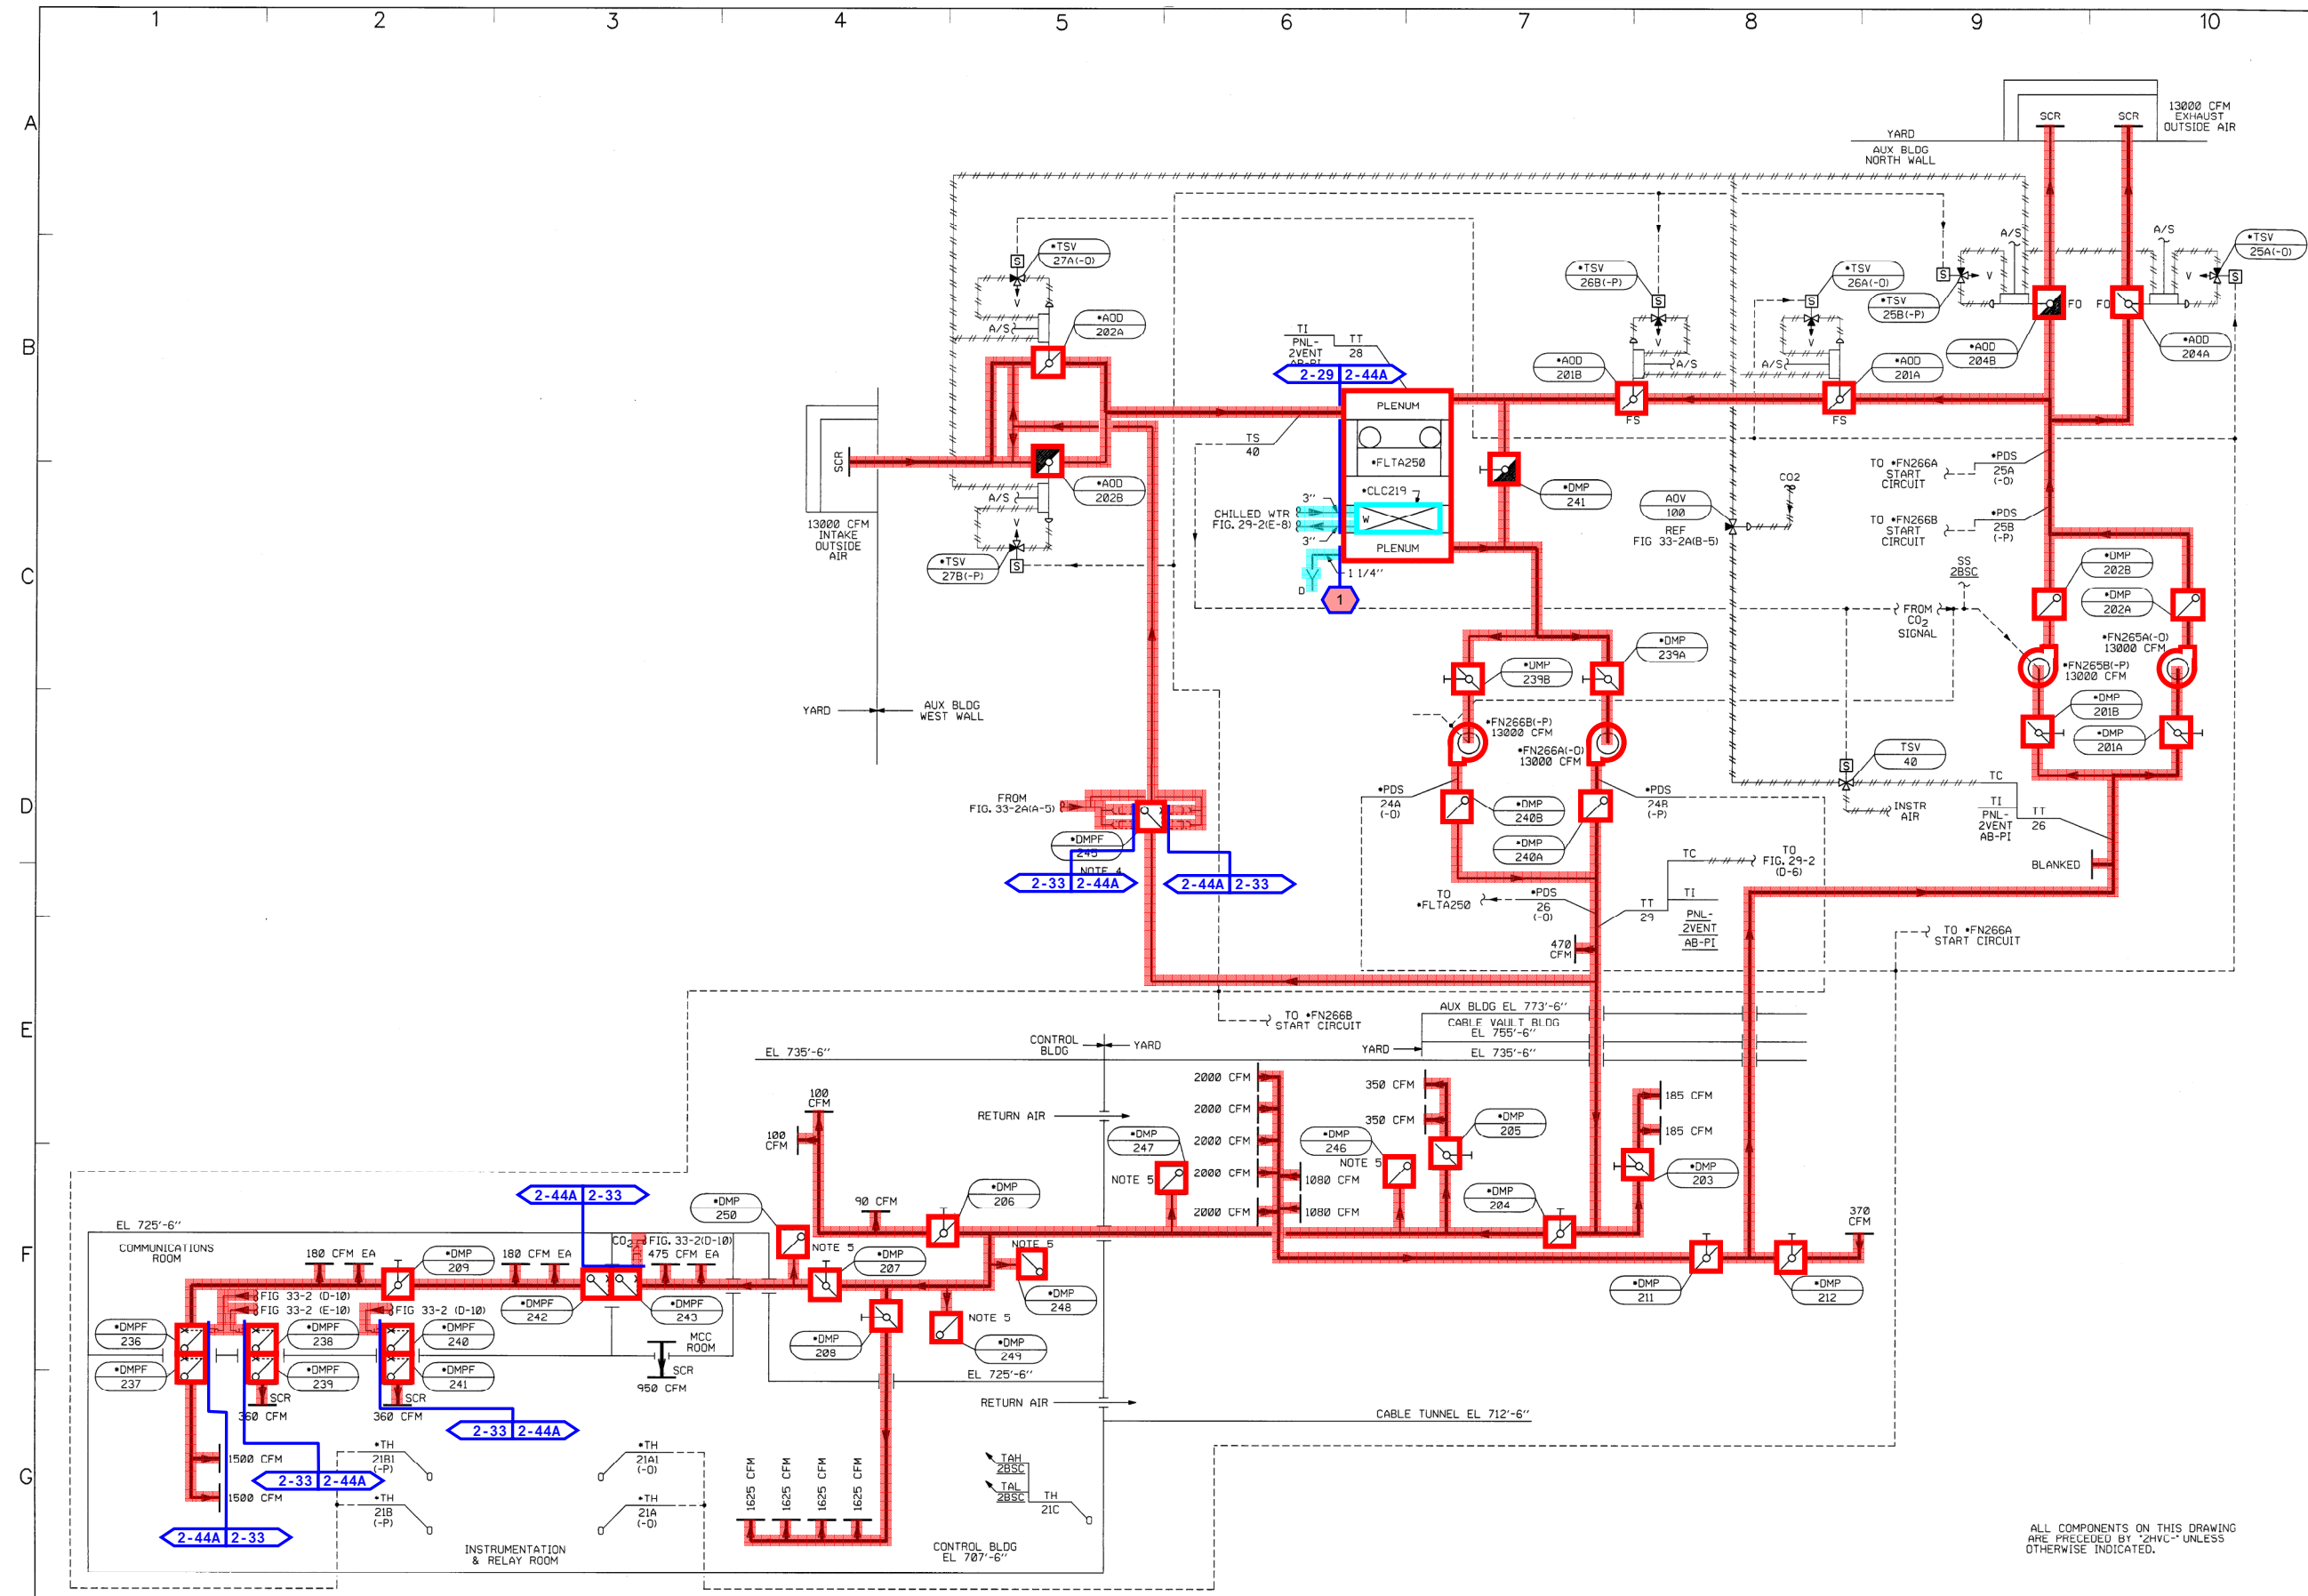 1 2 3 4 5 6 7 8 9 10
A
B
C
D
E
F
G
13000 CFM
EXHAUST
OUTSIDE AIR
SCR
SCR
YARD
AUX BLDG
NORTH WALL
*TSV
27A(-O)
S
V
A/S
*AOD
202A
*AOD
202B
A/S
V
*TSV
27B(-P)
S
SCR
13000 CFM
INTAKE
OUTSIDE
AIR
YARD
AUX BLDG
WEST WALL
TI
PNL-
2VENT
TT
28
2-29 2-44A
PLENUM
*FLTA250
*CLC219
W
PLENUM
TS
40
3"
CHILLED WTR
FIG. 29-2(E-8)
3"
1 1/4"
D
1
*TSV
26B(-P)
S
V
A/S
*AOD
201B
FS
*TSV
26A(-O)
S
V
A/S
*AOD
201A
FS
*TSV
25B(-P)
S
V
A/S
FO
*AOD
204B
A/S
*TSV
25A(-O)
S
V
FO
*AOD
204A
*DMP
241
AOV
100
REF
FIG 33-2A(B-5)
CO2
TO *FN266A
START
CIRCUIT
*PDS
25A
(-O)
TO *FN266B
START
CIRCUIT
*PDS
25B
(-P)
SS
2BSC
FROM
CO2
SIGNAL
*DMP
202B
*DMP
202A
*FN265A(-O)
13000 CFM
*FN265B(-P)
13000 CFM
*DMP
201B
*DMP
201A
*DMP
239A
*DMP
239B
*FN266B(-P)
13000 CFM
*FN266A(-O)
13000 CFM
*PDS
24A
(-O)
*DMP
240B
*DMP
240A
*PDS
24B
(-P)
TSV
40
S
INSTR
AIR
TC
TI
PNL-
2VENT
AB-PI
TT
26
BLANKED
FROM
FIG. 33-2A(A-5)
*DMPF
245
NOTE 4
2-33 2-44A
2-44A 2-33
TO
*FLTA250
*PDS
26
(-O)
TC
TO
FIG. 29-2
(D-6)
TI
TT
29
PNL-
2VENT
AB-PI
470
CFM
TO *FN266A
START CIRCUIT
TO *FN266B
START CIRCUIT
AUX BLDG EL 773'-6"
CABLE VAULT BLDG
EL 755'-6"
YARD
EL 735'-6"
CONTROL
BLDG
YARD
EL 735'-6"
RETURN AIR
100
CFM
100
CFM
90 CFM
2000 CFM
2000 CFM
2000 CFM
2000 CFM
2000 CFM
1080 CFM
1080 CFM
350 CFM
350 CFM
185 CFM
185 CFM
*DMP
247
NOTE 5
*DMP
246
NOTE 5
*DMP
205
*DMP
203
*DMP
204
*DMP
206
*DMP
250
NOTE 5
*DMP
207
NOTE 5
*DMP
248
NOTE 5
*DMP
249
*DMP
208
370
CFM
*DMP
211
*DMP
212
2-44A 2-33
EL 725'-6"
COMMUNICATIONS
ROOM
180 CFM EA
*DMP
209
180 CFM EA
CO2
FIG. 33-2(D-10)
475 CFM EA
*DMPF
242
*DMPF
243
FIG 33-2 (D-10)
FIG 33-2 (E-10)
FIG 33-2 (D-10)
*DMPF
236
*DMPF
237
*DMPF
238
*DMPF
239
*DMPF
240
*DMPF
241
SCR
360 CFM
SCR
360 CFM
MCC
ROOM
SCR
950 CFM
EL 725'-6"
RETURN AIR
CABLE TUNNEL EL 712'-6"
2-33 2-44A
2-33 2-44A
2-44A 2-33
1500 CFM
1500 CFM
*TH
21B1
(-P)
*TH
21B
(-P)
*TH
21A1
(-O)
*TH
21A
(-O)
1625 CFM
1625 CFM
1625 CFM
1625 CFM
TAH
2BSC
TAL
2BSC
TH
21C
INSTRUMENTATION
& RELAY ROOM
CONTROL BLDG
EL 707'-6"
ALL COMPONENTS ON THIS DRAWING
ARE PRECEDED BY "2HVC-" UNLESS
OTHERWISE INDICATED.